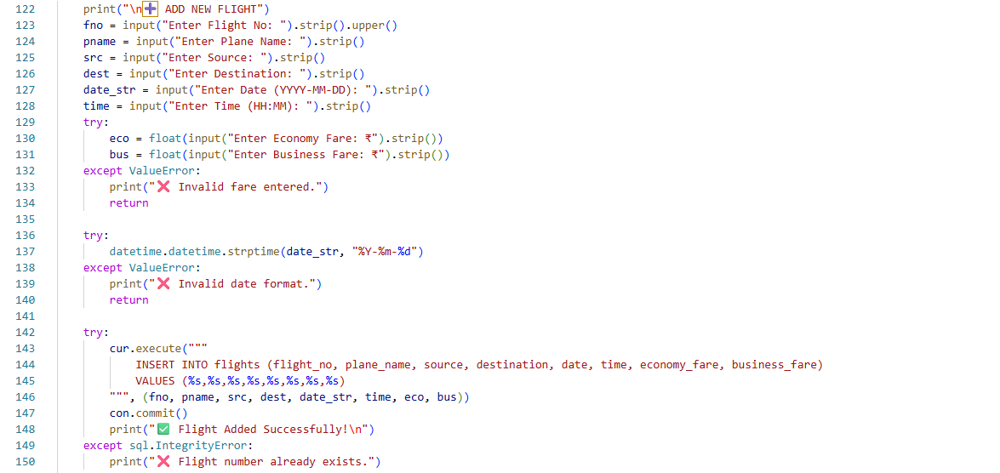 122 print("\n➕ ADD NEW FLIGHT")
123 fno = input("Enter Flight No: ").strip().upper()
124 pname = input("Enter Plane Name: ").strip()
125 src = input("Enter Source: ").strip()
126 dest = input("Enter Destination: ").strip()
127 date_str = input("Enter Date (YYYY-MM-DD): ").strip()
128 time = input("Enter Time (HH:MM): ").strip()
129 try:
130 eco = float(input("Enter Economy Fare: ₹").strip())
131 bus = float(input("Enter Business Fare: ₹").strip())
132 except ValueError:
133 print("❌ Invalid fare entered.")
134 return
135
136 try:
137 datetime.datetime.strptime(date_str, "%Y-%m-%d")
138 except ValueError:
139 print("❌ Invalid date format.")
140 return
141
142 try:
143 cur.execute("""
144 INSERT INTO flights (flight_no, plane_name, source, destination, date, time, economy_fare, business_fare)
145 VALUES (%s,%s,%s,%s,%s,%s,%s,%s)
146 """, (fno, pname, src, dest, date_str, time, eco, bus))
147 con.commit()
148 print("✅ Flight Added Successfully!\n")
149 except sql.IntegrityError:
150 print("❌ Flight number already exists.")